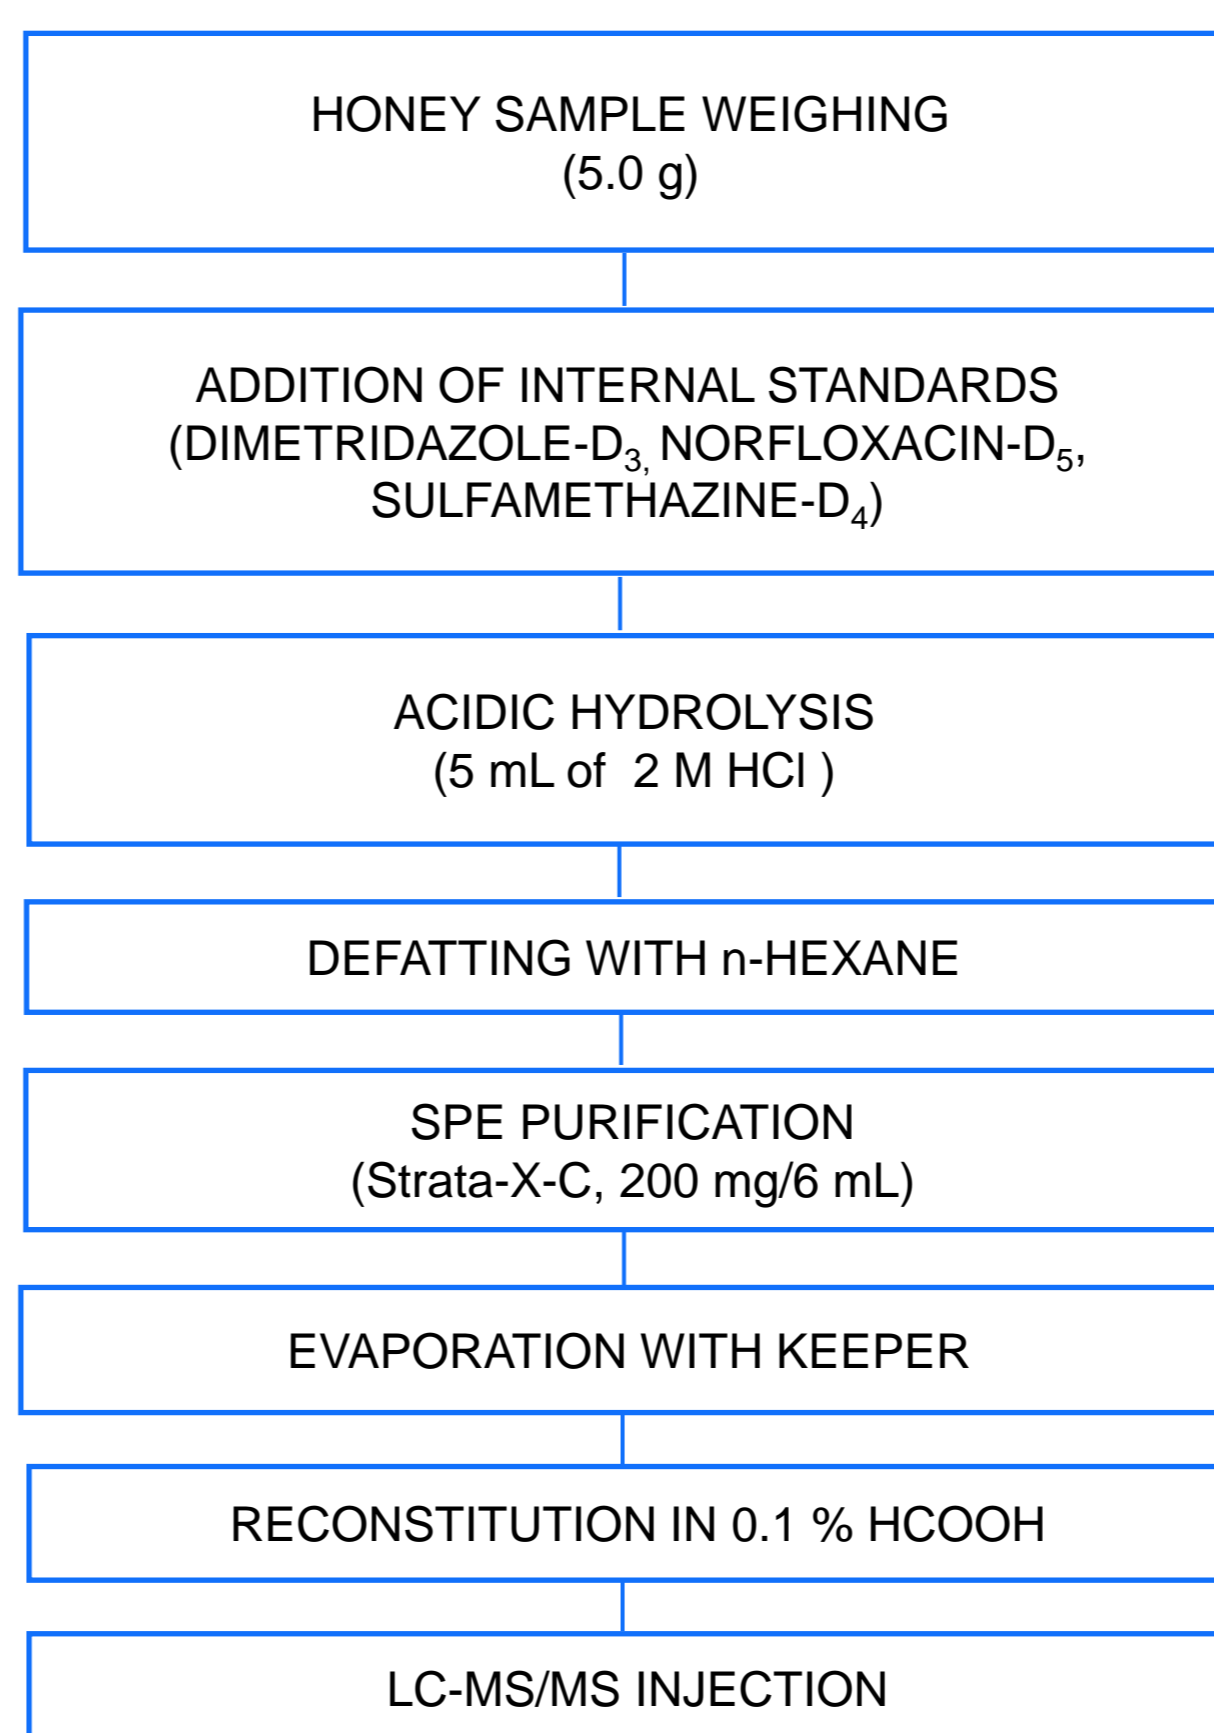 HONEY SAMPLE WEIGHING
(5.0 g)
ADDITION OF INTERNAL STANDARDS
(DIMETRIDAZOLE-D₃, NORFLOXACIN-D₅,
SULFAMETHAZINE-D₄)
ACIDIC HYDROLYSIS
(5 mL of  2 M HCl )
DEFATTING WITH n-HEXANE
SPE PURIFICATION
(Strata-X-C, 200 mg/6 mL)
EVAPORATION WITH KEEPER
RECONSTITUTION IN 0.1 % HCOOH
LC-MS/MS INJECTION